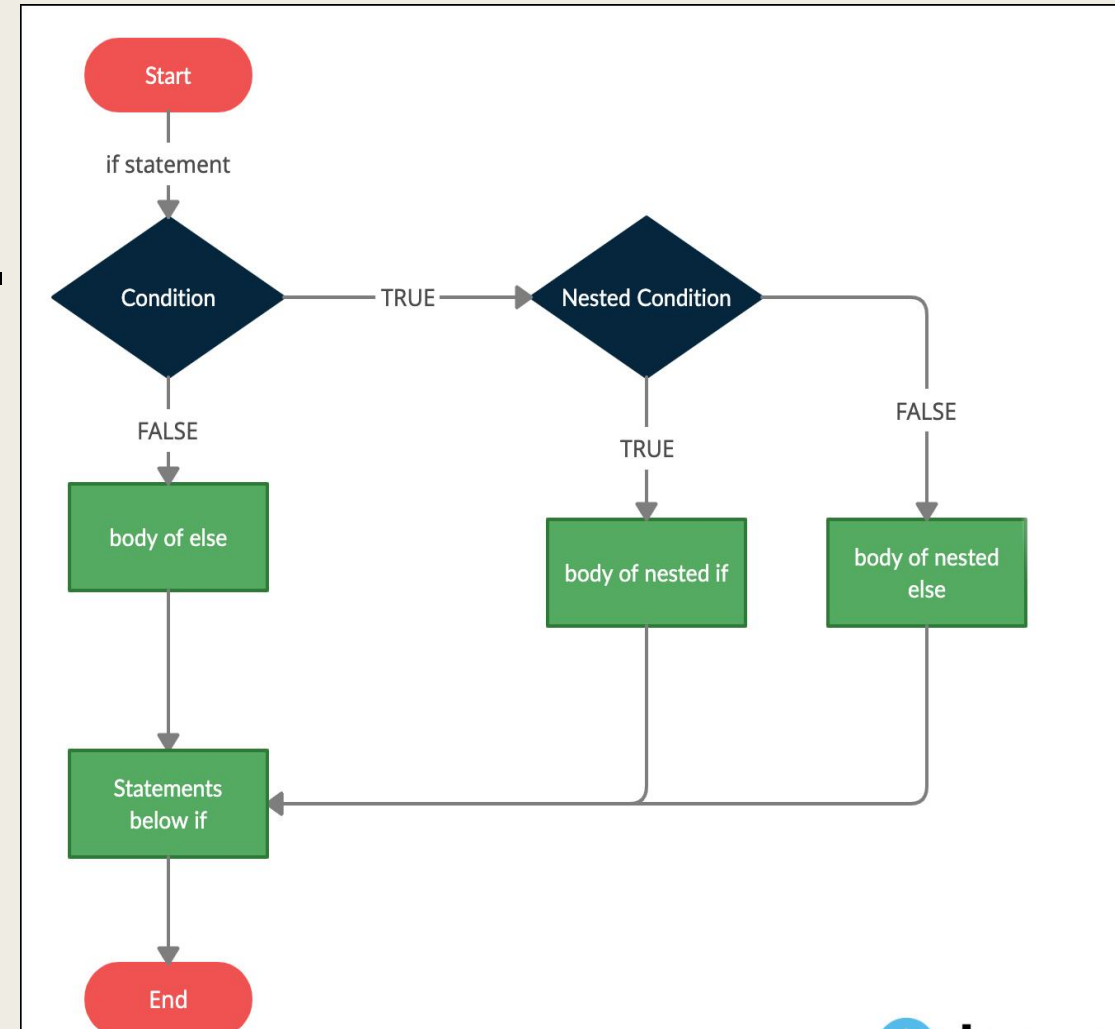 Start
if statement
Condition
TRUE
Nested Condition
FALSE
FALSE
TRUE
body of else
body of nested if
body of nested
else
Statements
below if
End